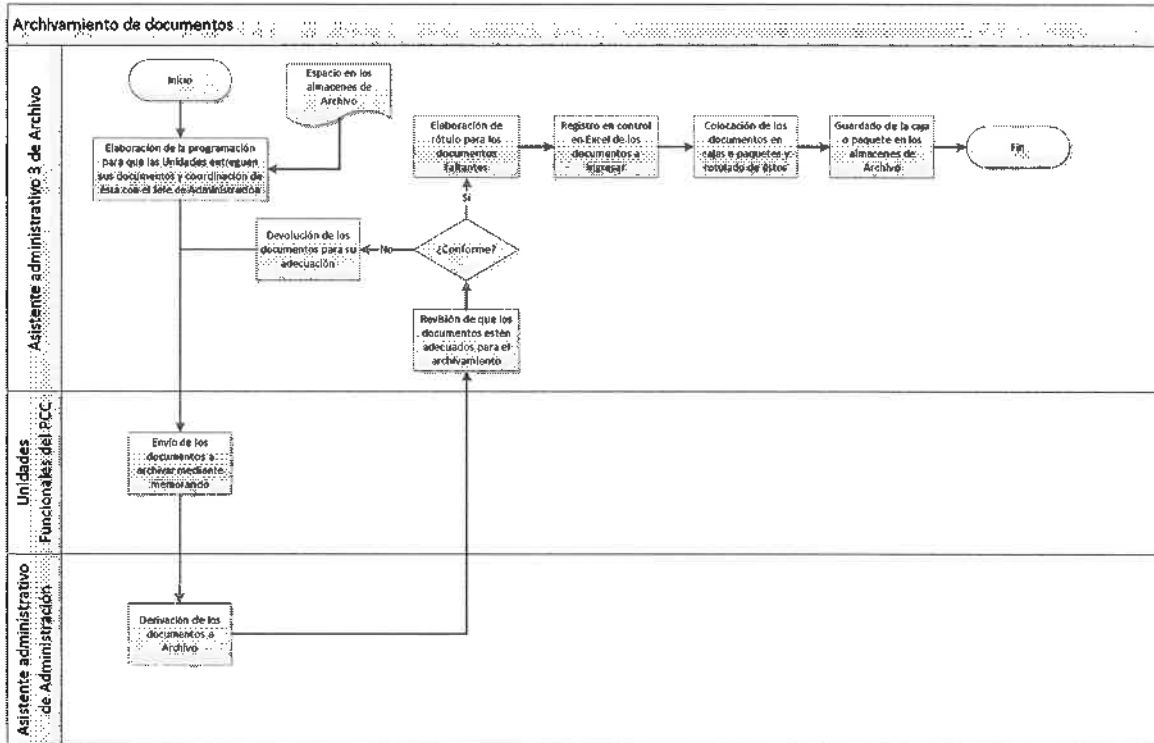 Archivamiento de documentos
Asistente administrativo 3 de Archivo
Inicio
Espacio en los
almacenes de
Archivo
Elaboración de la programación
para que las Unidades entreguen
sus documentos y coordinación de
ésta con el Jefe de Administración
Elaboración de
rótulo para los
documentos
faltantes
Registro en control
en Excel de los
documentos a
ingresar
Colocación de los
documentos en
cajas o paquetes y
rotulado de éstos
Guardado de la caja
o paquete en los
almacenes de
Archivo
Fin
Sí
Devolución de los
documentos para su
adecuación
No
¿Conforme?
Revisión de que los
documentos estén
adecuados para el
archivamiento
Unidades
Funcionales del PCC
Envío de los
documentos a
archivar mediante
memorando
Asistente administrativo
de Administración
Derivación de los
documentos a
Archivo